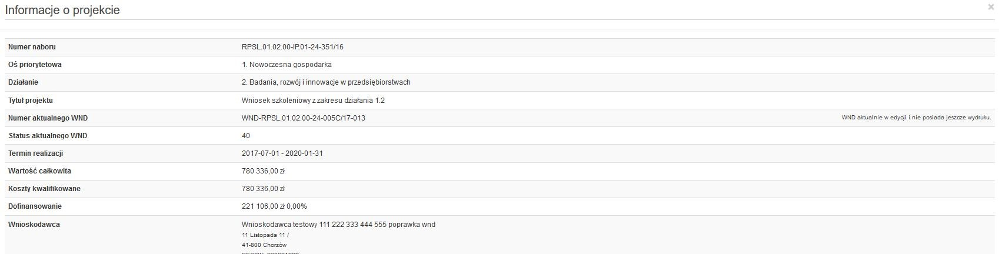 Informacje o projekcie
Numer naboru RPSL.01.02.00-IP.01-24-351/16
Oś priorytetowa 1. Nowoczesna gospodarka
Działanie 2. Badania, rozwój i innowacje w przedsiębiorstwach
Tytuł projektu Wniosek szkoleniowy z zakresu działania 1.2
Numer aktualnego WND WND-RPSL.01.02.00-24-005C/17-013 WND aktualnie w edycji i nie posiada jeszcze wydruku.
Status aktualnego WND 40
Termin realizacji 2017-07-01 - 2020-01-31
Wartość całkowita 780 336,00 zł
Koszty kwalifikowane 780 336,00 zł
Dofinansowanie 221 106,00 zł 0,00%
Wnioskodawca Wnioskodawca testowy 111 222 333 444 555 poprawka wnd
11 Listopada 11 /
41-800 Chorzów